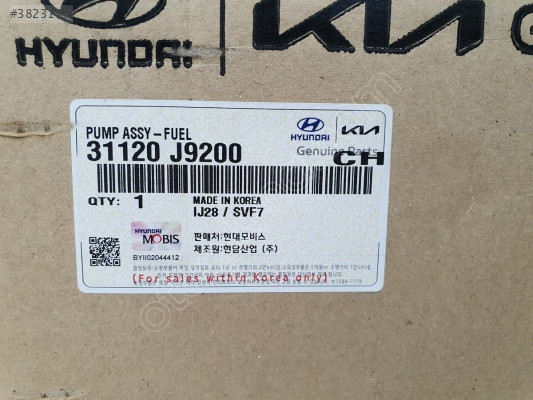 #3823
HYUNDAI KIA G
PUMP ASSY-FUEL
31120 J9200
HYUNDAI KIA
Genuine Parts
CH
QTY: 1 MADE IN KOREA
IJ28 / SVF7
HYUNDAI
MOBIS
판매처:현대모비스
제조원:현담산업 (주)
BYII02044412
(For sales within Korea only)